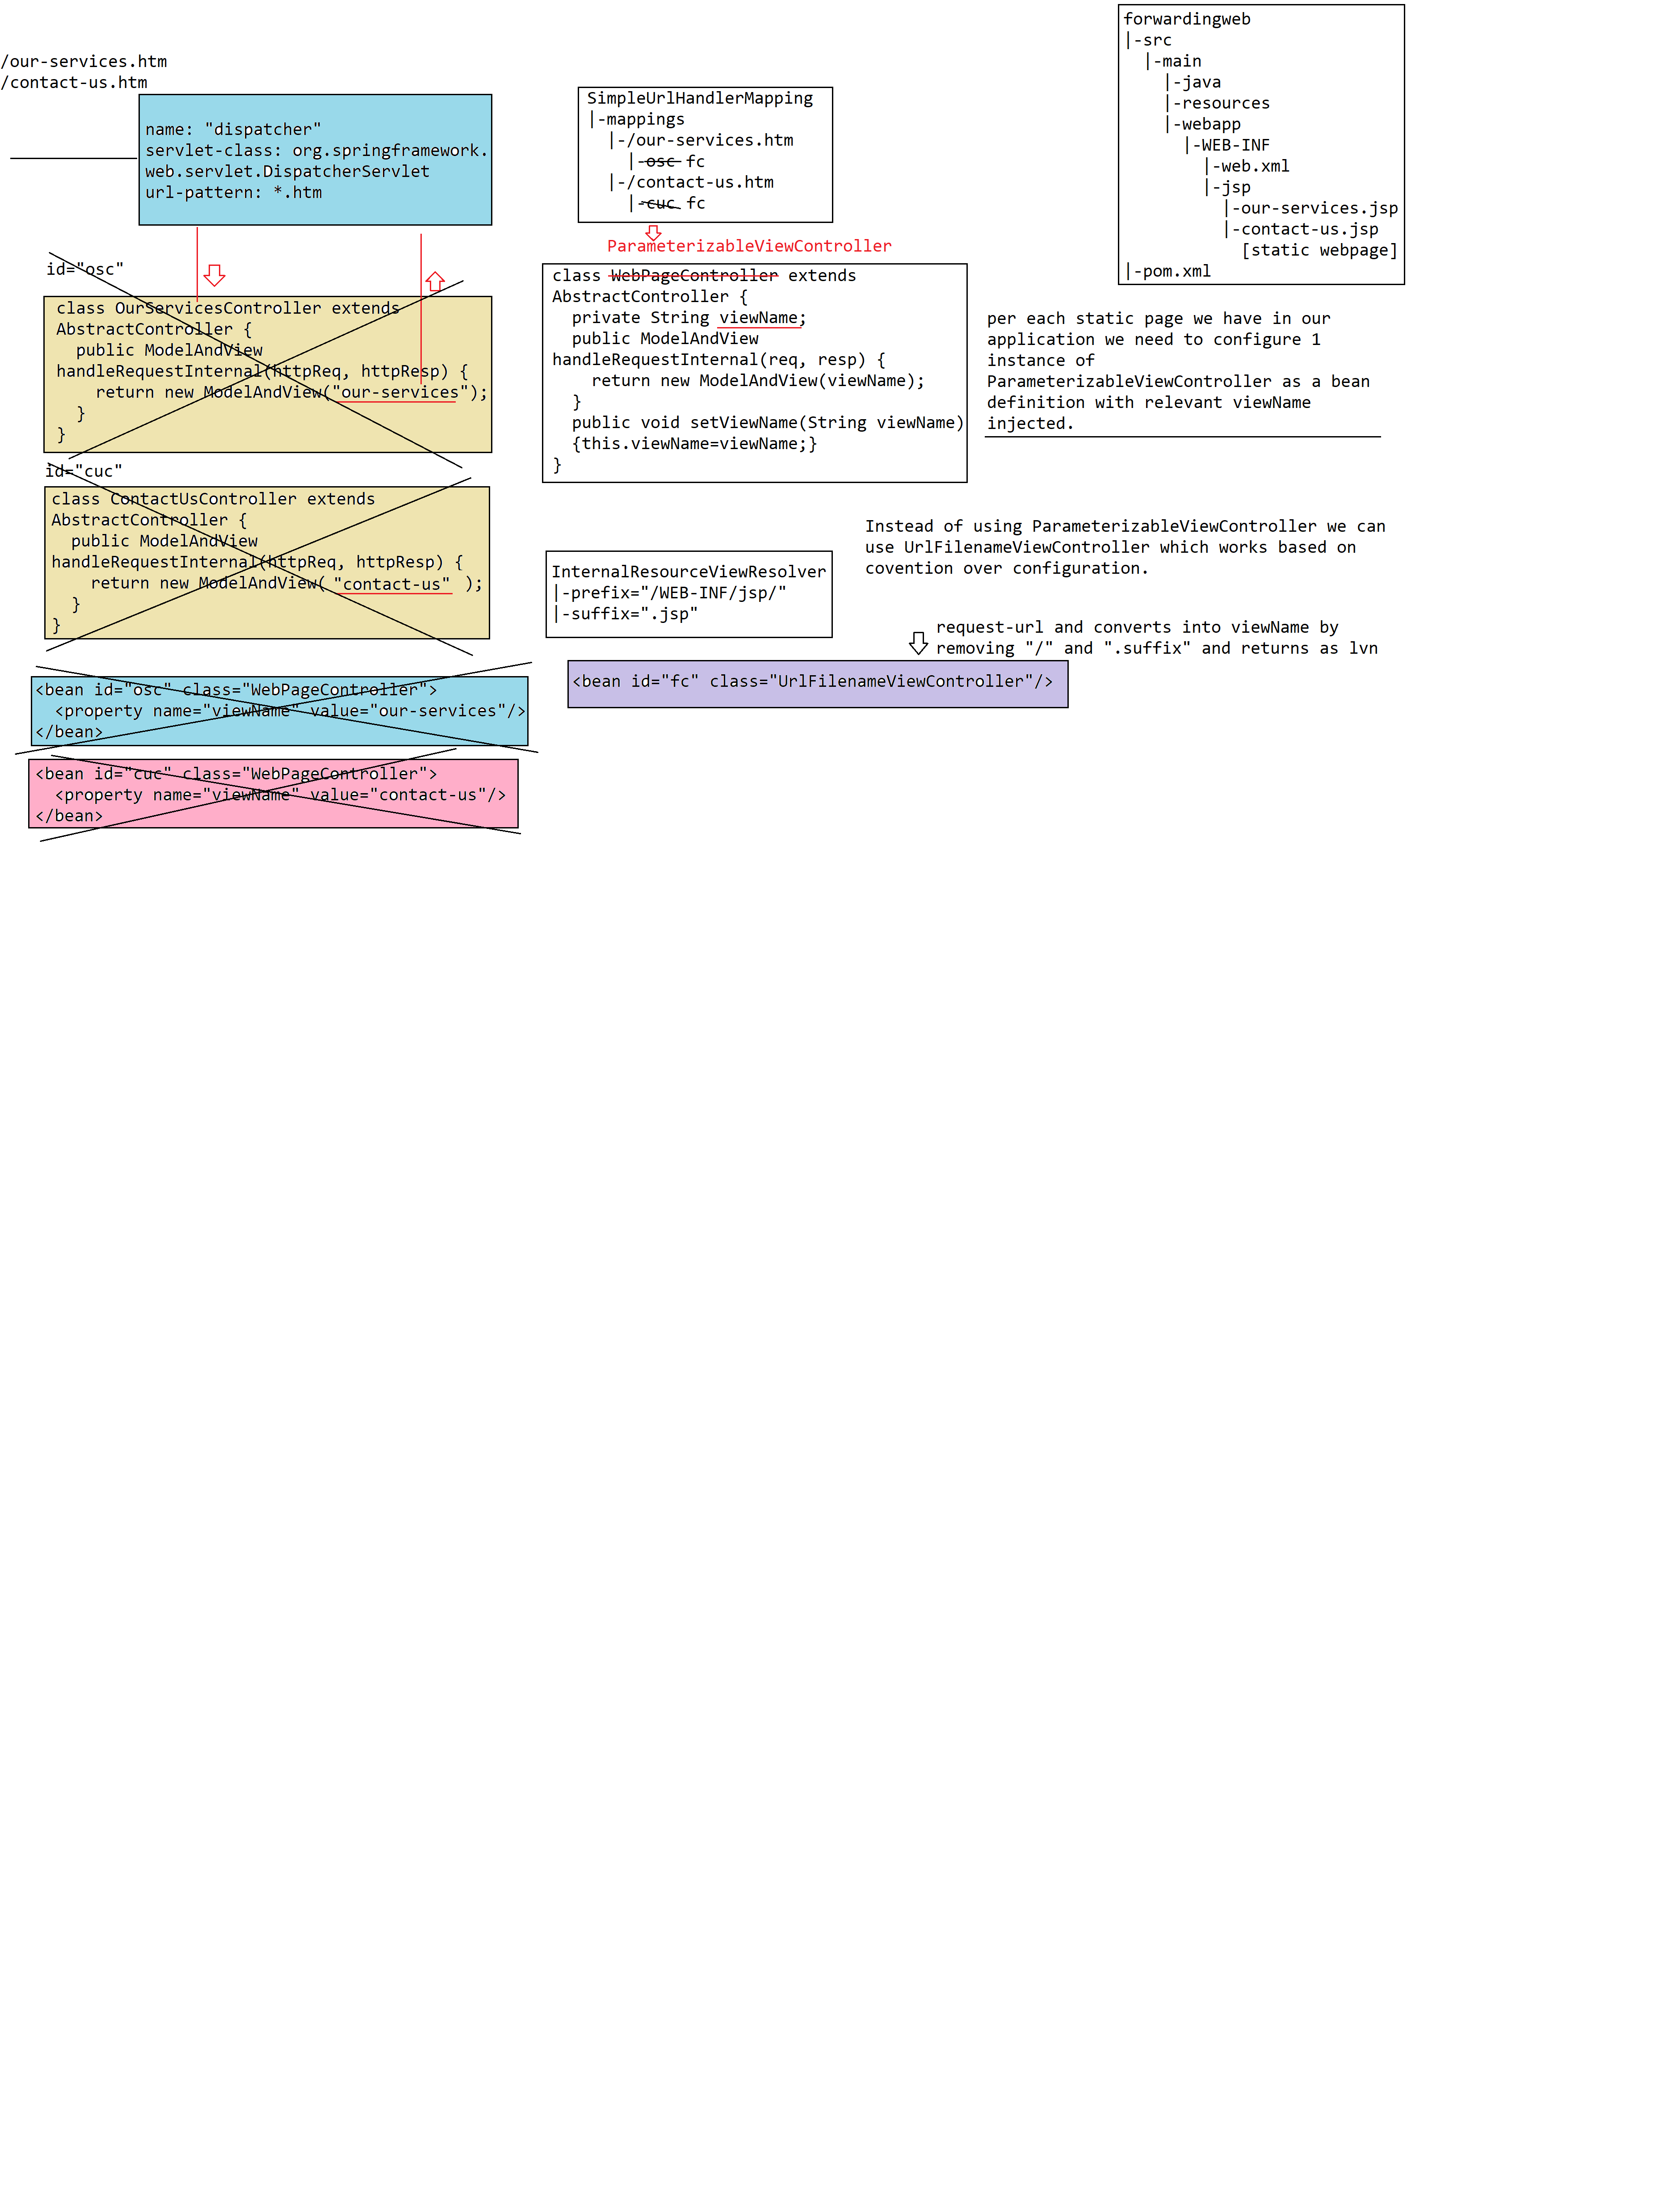 /our-services.htm
/contact-us.htm
name: "dispatcher"
servlet-class: org.springframework.
web.servlet.DispatcherServlet
url-pattern: *.htm
id="osc"
class OurServicesController extends
AbstractController {
public ModelAndView
handleRequestInternal(httpReq, httpResp) {
return new ModelAndView("our-services");
}
}
id="cuc"
class ContactUsController extends
AbstractController {
public ModelAndView
handleRequestInternal(httpReq, httpResp) {
return new ModelAndView( "contact-us" );
}
}
<bean id="osc" class="WebPageController">
<property name="viewName" value="our-services"/>
</bean>
<bean id="cuc" class="WebPageController">
<property name="viewName" value="contact-us"/>
</bean>
SimpleUrlHandlerMapping
|-mappings
|-/our-services.htm
|-osc fc
|-/contact-us.htm
|-cuc fc
ParameterizableViewController
class WebPageController extends
AbstractController {
private String viewName;
public ModelAndView
handleRequestInternal(req, resp) {
return new ModelAndView(viewName);
}
public void setViewName(String viewName)
{this.viewName=viewName;}
}
InternalResourceViewResolver
|-prefix="/WEB-INF/jsp/"
|-suffix=".jsp"
forwardingweb
|-src
|-main
|-java
|-resources
|-webapp
|-WEB-INF
|-web.xml
|-jsp
|-our-services.jsp
|-contact-us.jsp
[static webpage]
|-pom.xml
per each static page we have in our
application we need to configure 1
instance of
ParameterizableViewController as a bean
definition with relevant viewName
injected.
Instead of using ParameterizableViewController we can
use UrlFilenameViewController which works based on
covention over configuration.
request-url and converts into viewName by
removing "/" and ".suffix" and returns as lvn
<bean id="fc" class="UrlFilenameViewController"/>